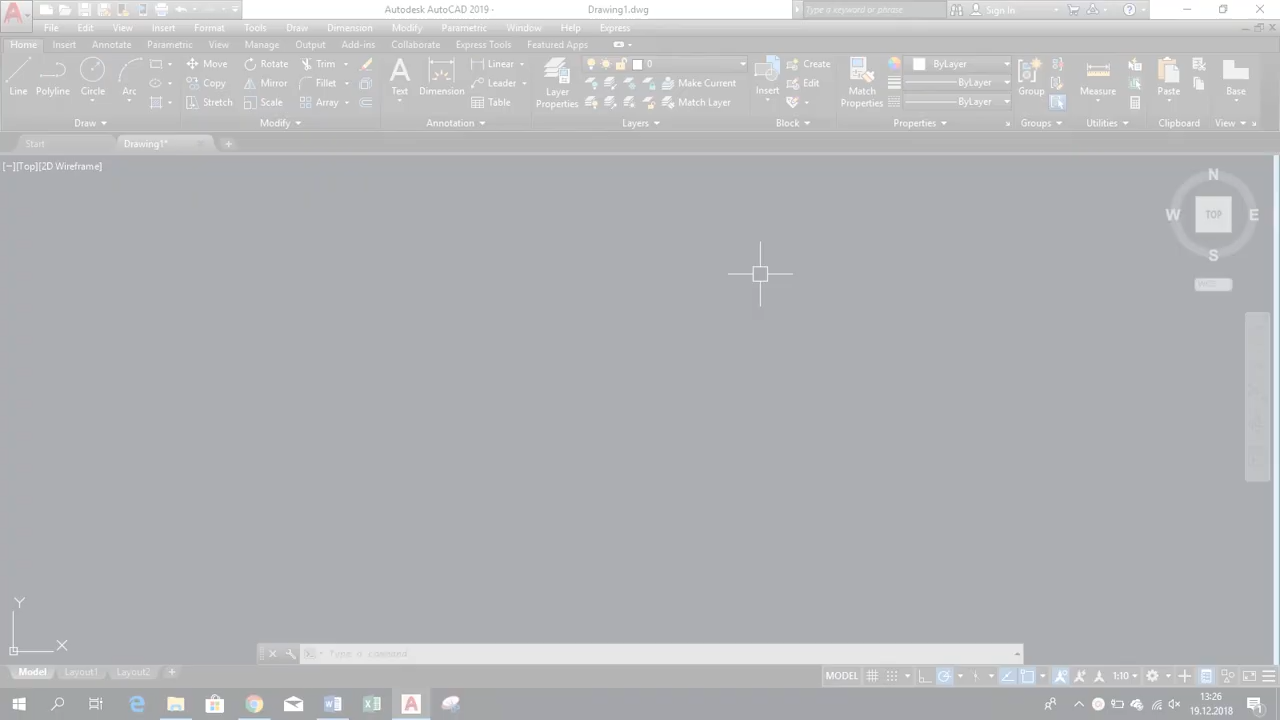 Autodesk AutoCAD 2019 - Drawing1.dwg Type a keyword or phrase Sign In
File Edit View Insert Format Tools Draw Dimension Modify Parametric Window Help Express
Home Insert Annotate Parametric View Manage Output Add-ins Collaborate Express Tools Featured Apps
Line Polyline Circle Arc
Move Rotate Trim
Copy Mirror Fillet
Stretch Scale Array
Text Dimension
Linear
Leader
Table
Layer Properties
0
Make Current
Match Layer
Insert
Create
Edit
Match Properties
ByLayer
ByLayer
ByLayer
Group
Measure
Paste
Base
Draw Modify Annotation Layers Block Properties Groups Utilities Clipboard View
Start Drawing1*
[−][Top][2D Wireframe]
N
W TOP E
S
WCS
Y
X
Type a command
Model Layout1 Layout2 MODEL 1:10
13:26
19.12.2018
1